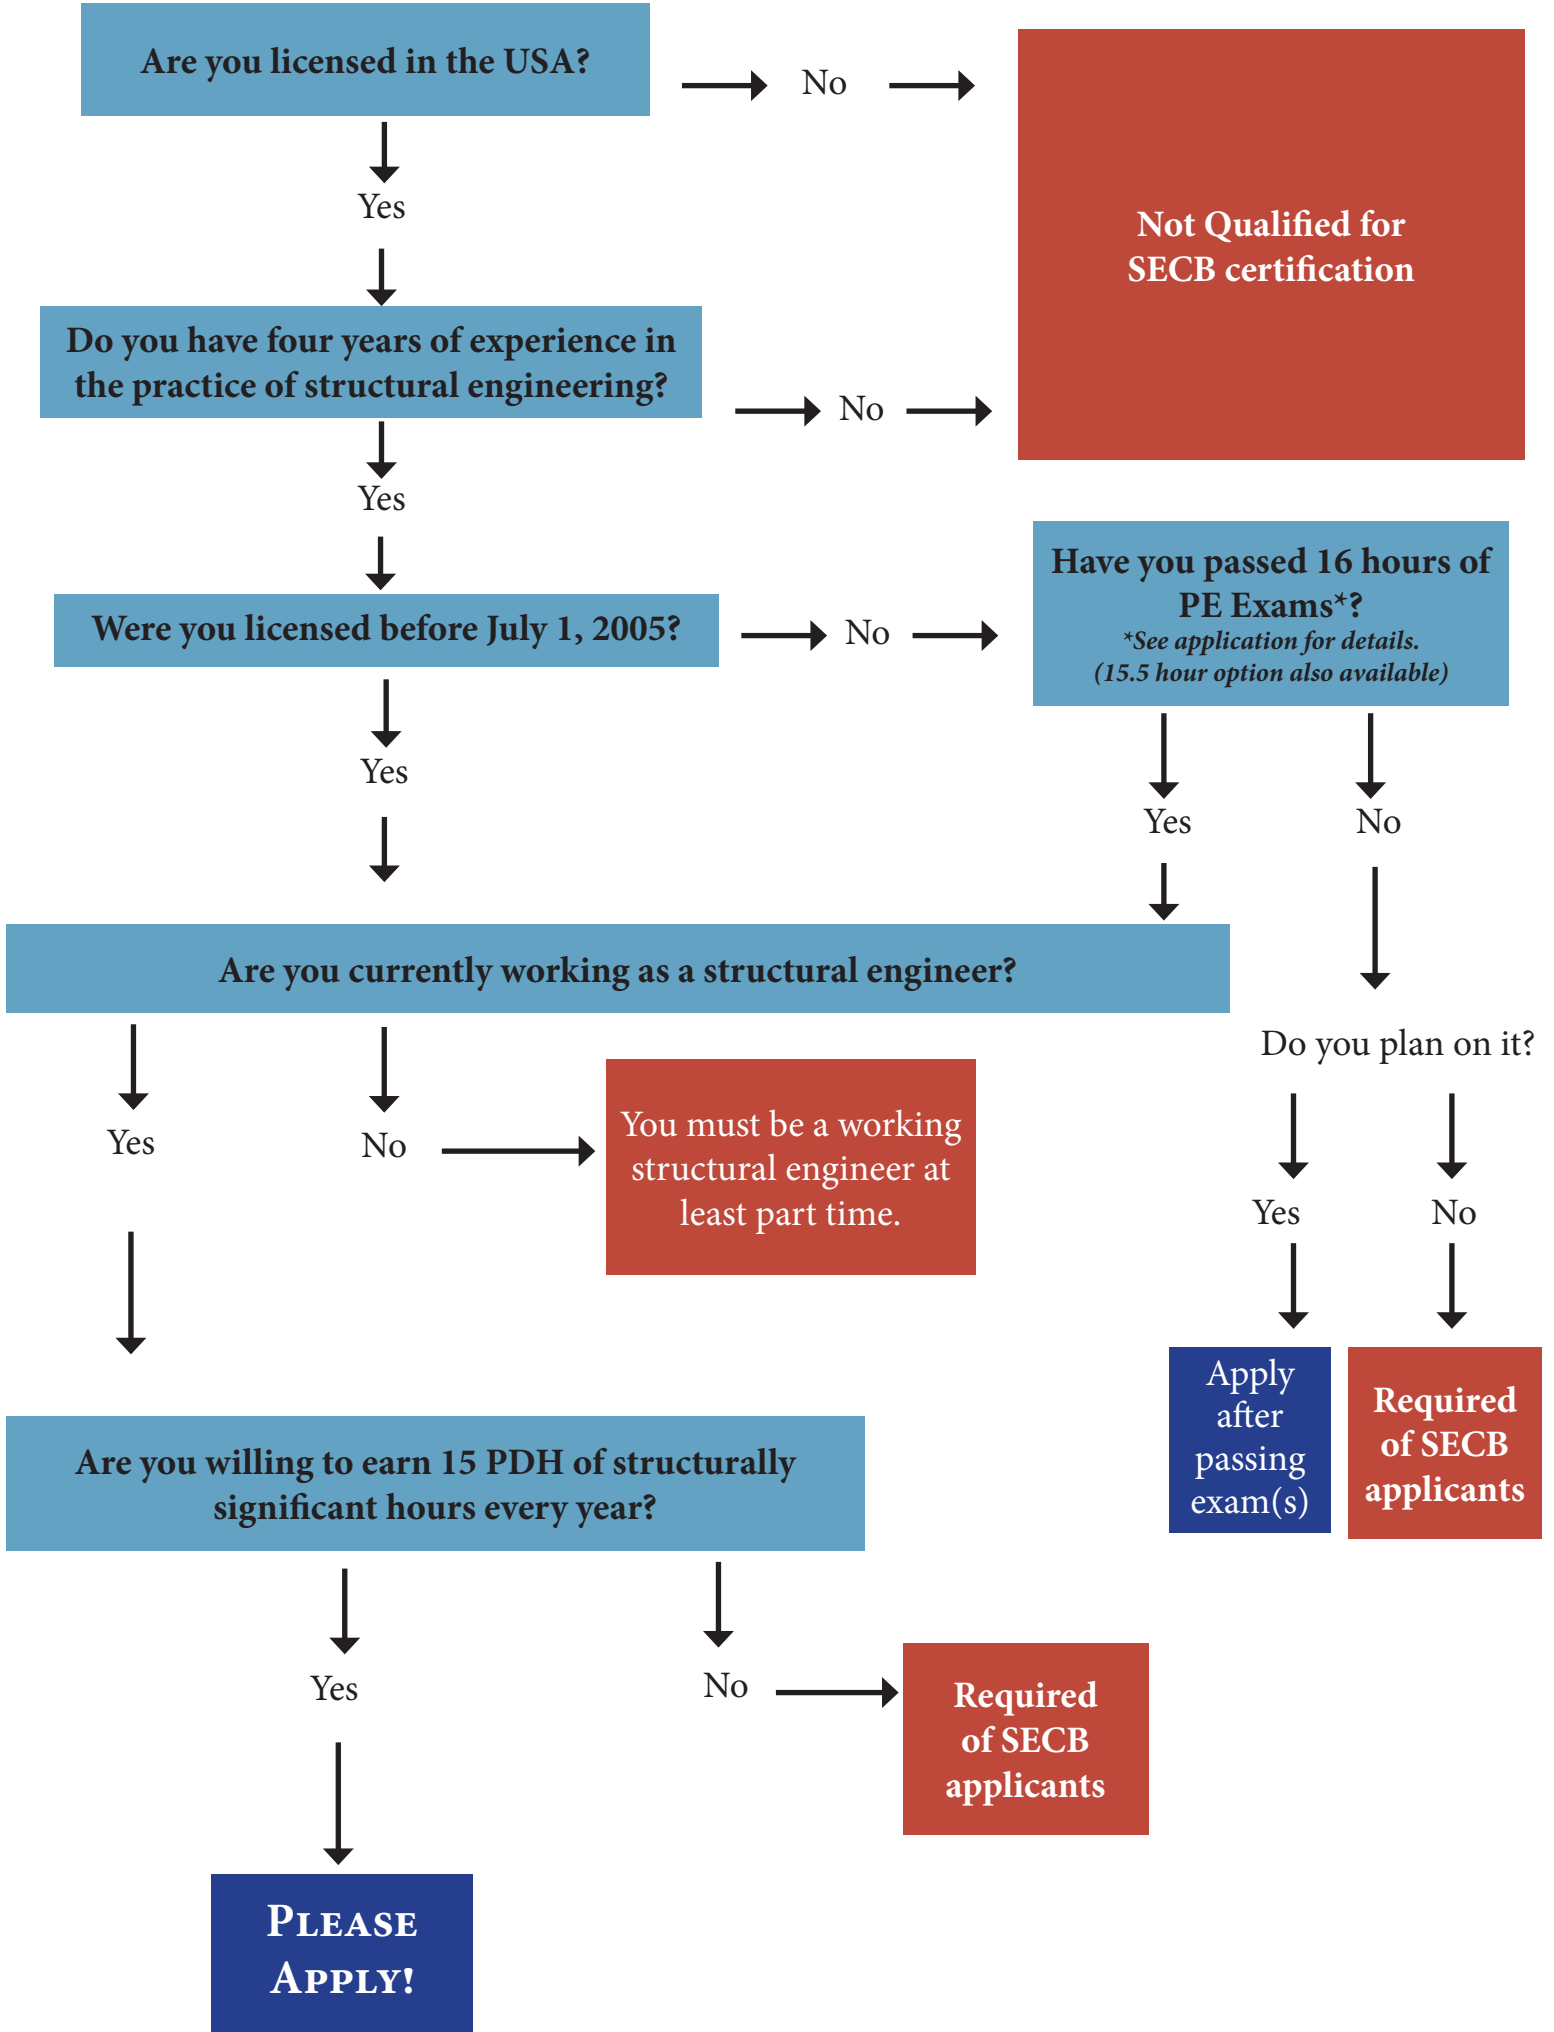 Are you licensed in the USA?
No
Yes
Not Qualified for
SECB certification
Do you have four years of experience in
the practice of structural engineering?
No
Yes
Were you licensed before July 1, 2005?
No
Have you passed 16 hours of
PE Exams*?
*See application for details.
(15.5 hour option also available)
Yes
Yes
No
Are you currently working as a structural engineer?
Do you plan on it?
Yes
No
You must be a working
structural engineer at
least part time.
Yes
No
Apply
after
passing
exam(s)
Required
of SECB
applicants
Are you willing to earn 15 PDH of structurally
significant hours every year?
Yes
No
Required
of SECB
applicants
PLEASE
APPLY!